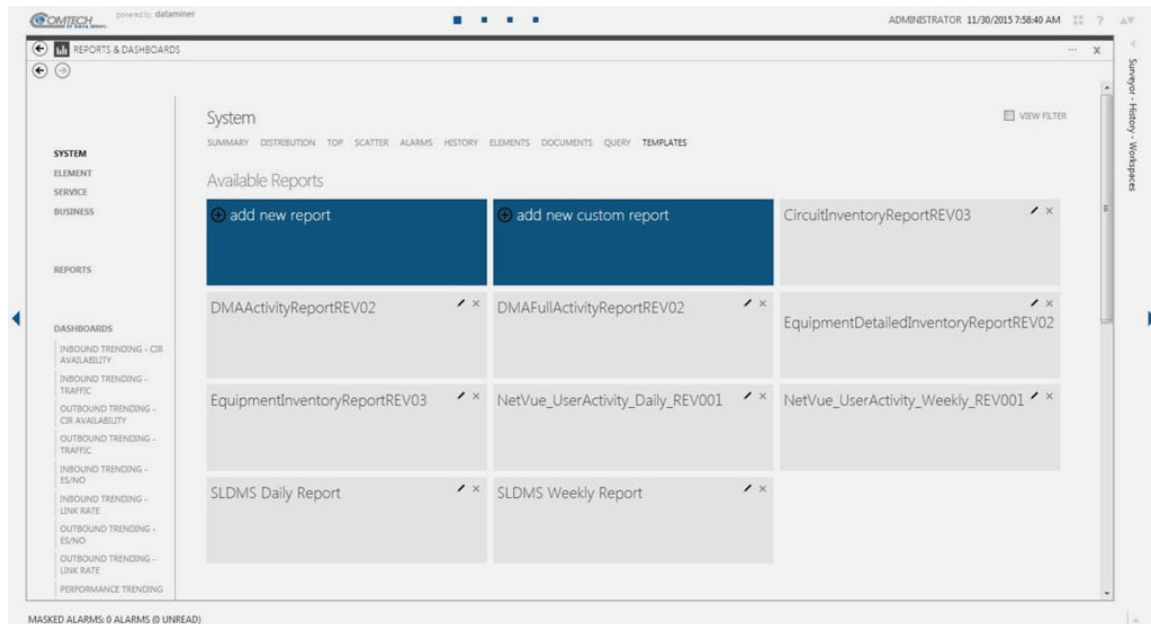 COMTECH
EF DATA
powered by dataminer
ADMINISTRATOR 11/30/2015 7:58:40 AM ?
REPORTS & DASHBOARDS
... X
System
VIEW FILTER
SUMMARY DISTRIBUTION TOP SCATTER ALARMS HISTORY ELEMENTS DOCUMENTS QUERY TEMPLATES
SYSTEM
ELEMENT
SERVICE
BUSINESS
REPORTS
DASHBOARDS
INBOUND TRENDING - CIR
AVAILABILITY
INBOUND TRENDING -
TRAFFIC
OUTBOUND TRENDING -
CIR AVAILABILITY
OUTBOUND TRENDING -
TRAFFIC
INBOUND TRENDING -
ES/NO
INBOUND TRENDING -
LINK RATE
OUTBOUND TRENDING -
ES/NO
OUTBOUND TRENDING -
LINK RATE
PERFORMANCE TRENDING
Available Reports
add new report
add new custom report
CircuitInventoryReportREV03
DMAActivityReportREV02
DMAFullActivityReportREV02
EquipmentDetailedInventoryReportREV02
EquipmentInventoryReportREV03
NetVue_UserActivity_Daily_REV001
NetVue_UserActivity_Weekly_REV001
SLDMS Daily Report
SLDMS Weekly Report
Surveyor - History - Workspaces
MASKED ALARMS: 0 ALARMS (0 UNREAD)